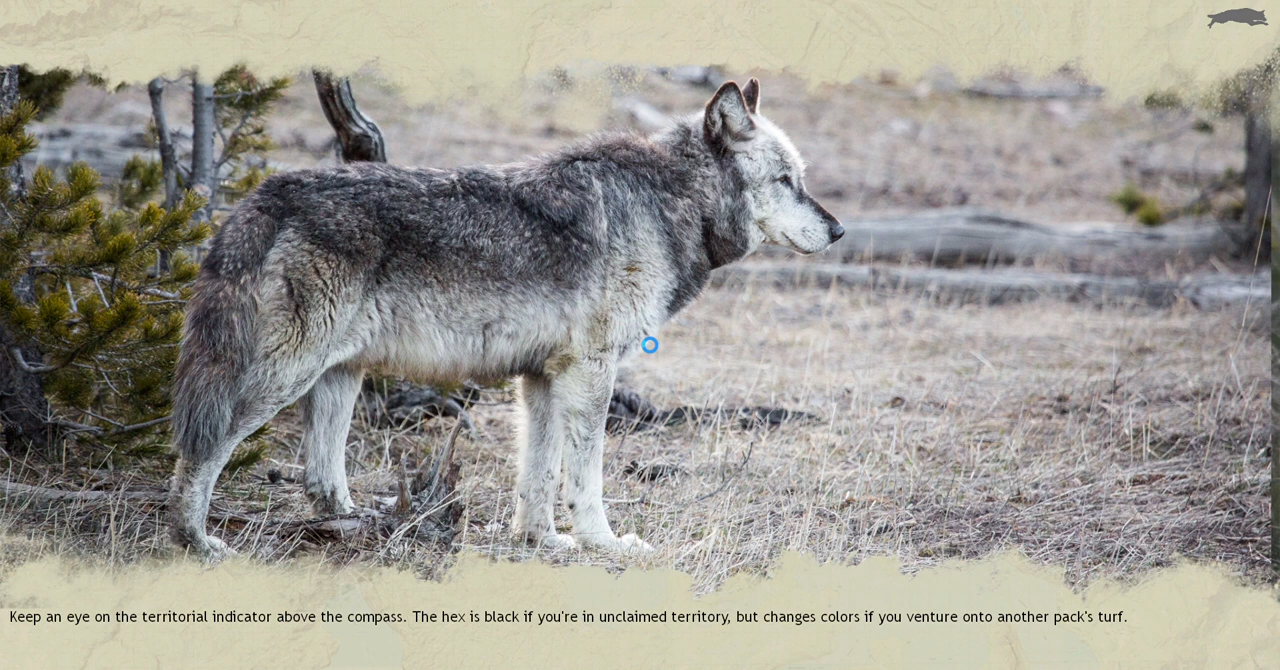 Keep an eye on the territorial indicator above the compass. The hex is black if you're in unclaimed territory, but changes colors if you venture onto another pack's turf.